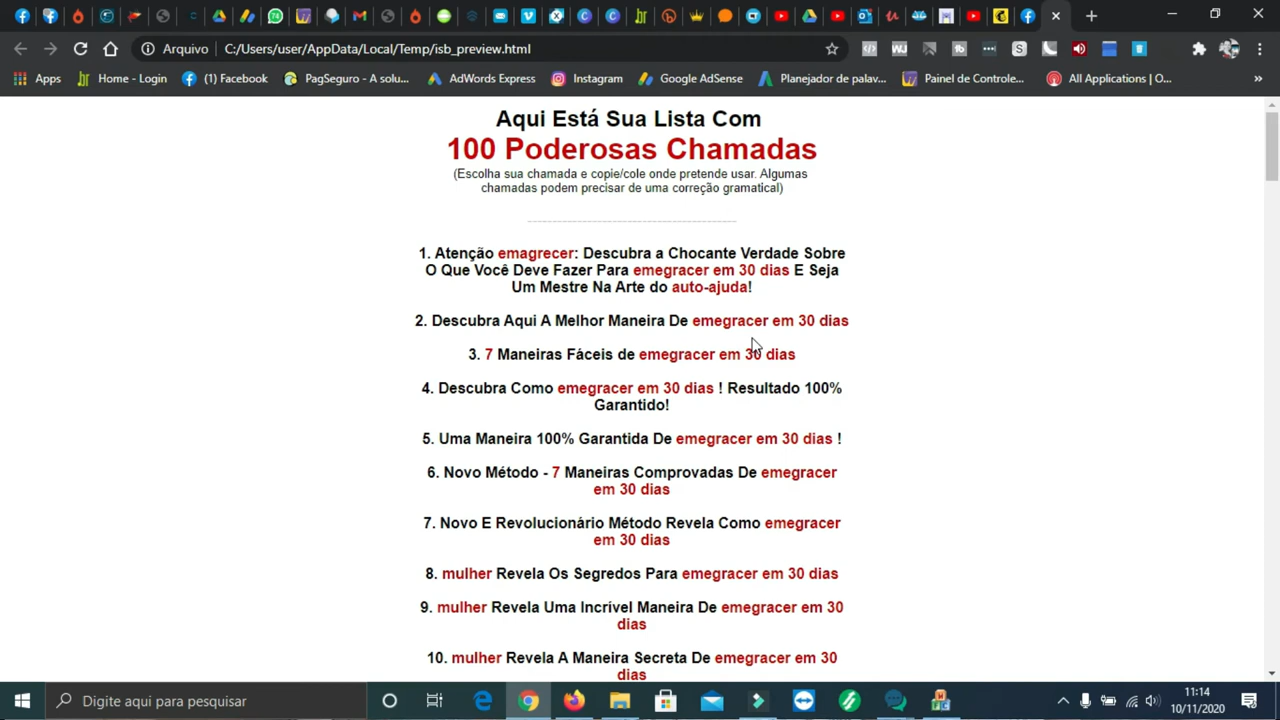 Arquivo
C:/Users/user/AppData/Local/Temp/isb_preview.html
Apps
Home - Login
(1) Facebook
PagSeguro - A solu...
AdWords Express
Instagram
Google AdSense
Planejador de palav...
Painel de Controle...
All Applications | O...
Aqui Está Sua Lista Com
100 Poderosas Chamadas
(Escolha sua chamada e copie/cole onde pretende usar. Algumas
chamadas podem precisar de uma correção gramatical)
1. Atenção emagrecer: Descubra a Chocante Verdade Sobre
O Que Você Deve Fazer Para emegracer em 30 dias E Seja
Um Mestre Na Arte do auto-ajuda!
2. Descubra Aqui A Melhor Maneira De emegracer em 30 dias
3. 7 Maneiras Fáceis de emegracer em 30 dias
4. Descubra Como emegracer em 30 dias ! Resultado 100%
Garantido!
5. Uma Maneira 100% Garantida De emegracer em 30 dias !
6. Novo Método - 7 Maneiras Comprovadas De emegracer
em 30 dias
7. Novo E Revolucionário Método Revela Como emegracer
em 30 dias
8. mulher Revela Os Segredos Para emegracer em 30 dias
9. mulher Revela Uma Incrível Maneira De emegracer em 30
dias
10. mulher Revela A Maneira Secreta De emegracer em 30
dias
Digite aqui para pesquisar
11:14
10/11/2020